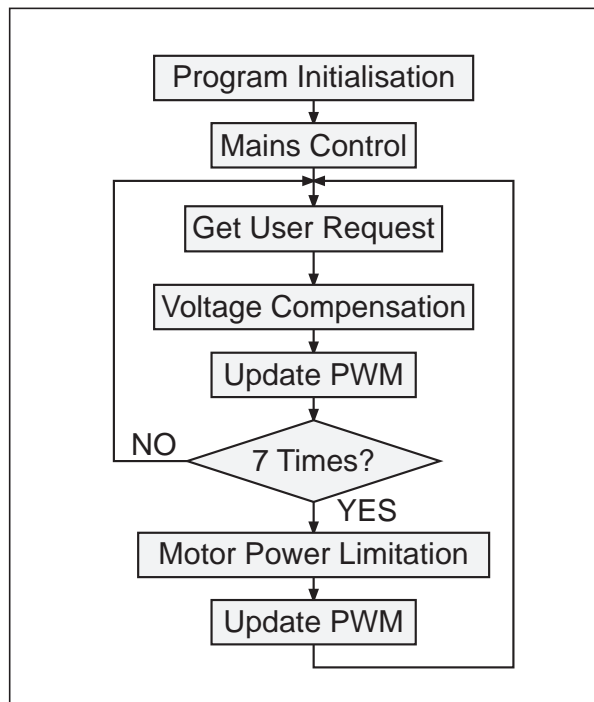 Program Initialisation
Mains Control
Get User Request
Voltage Compensation
Update PWM
7 Times?
NO
YES
Motor Power Limitation
Update PWM